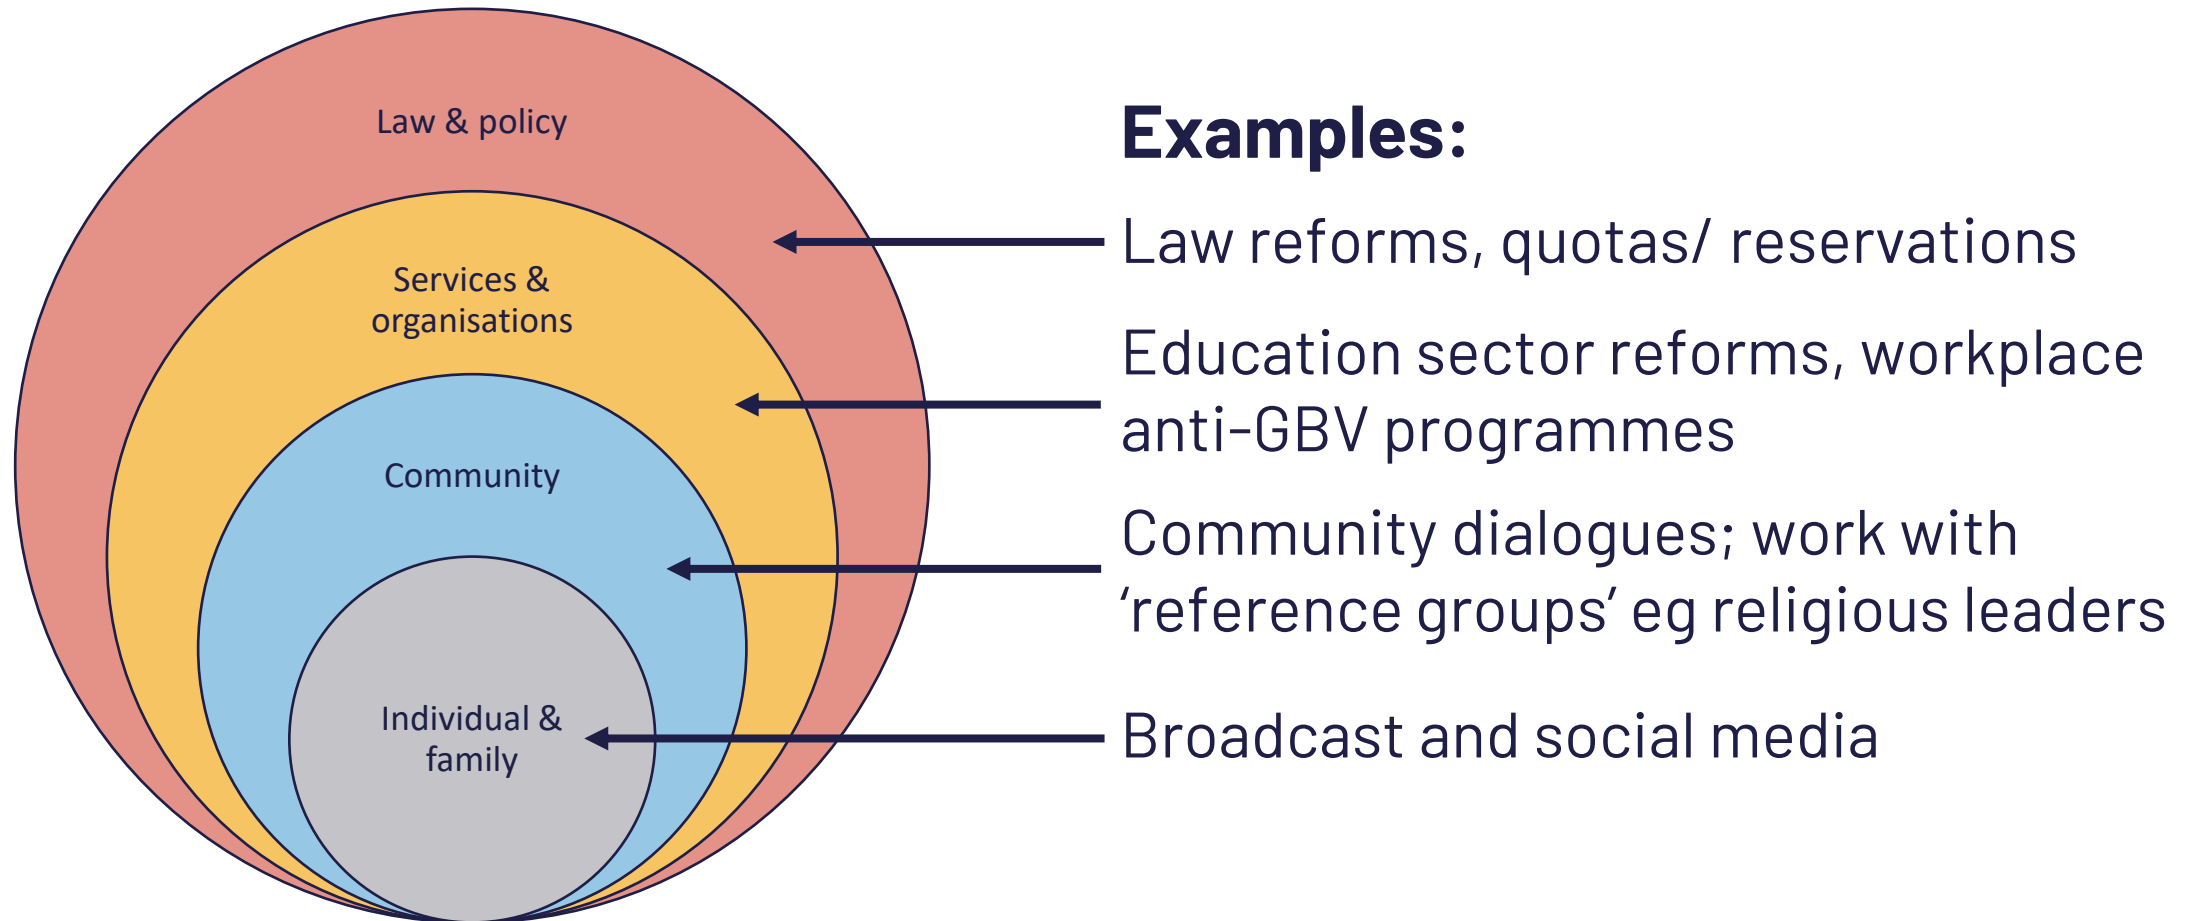 Law & policy
Services &
organisations
Community
Individual &
family
Examples:
Law reforms, quotas/ reservations
Education sector reforms, workplace
anti-GBV programmes
Community dialogues; work with
‘reference groups’ eg religious leaders
Broadcast and social media